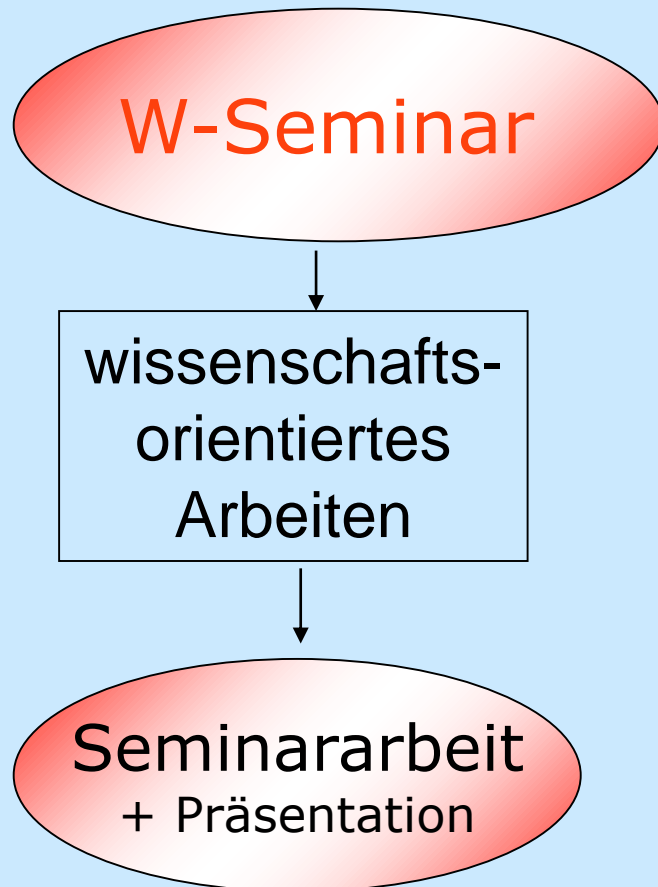 W-Seminar
wissenschafts-
orientiertes
Arbeiten
Seminararbeit
+ Präsentation